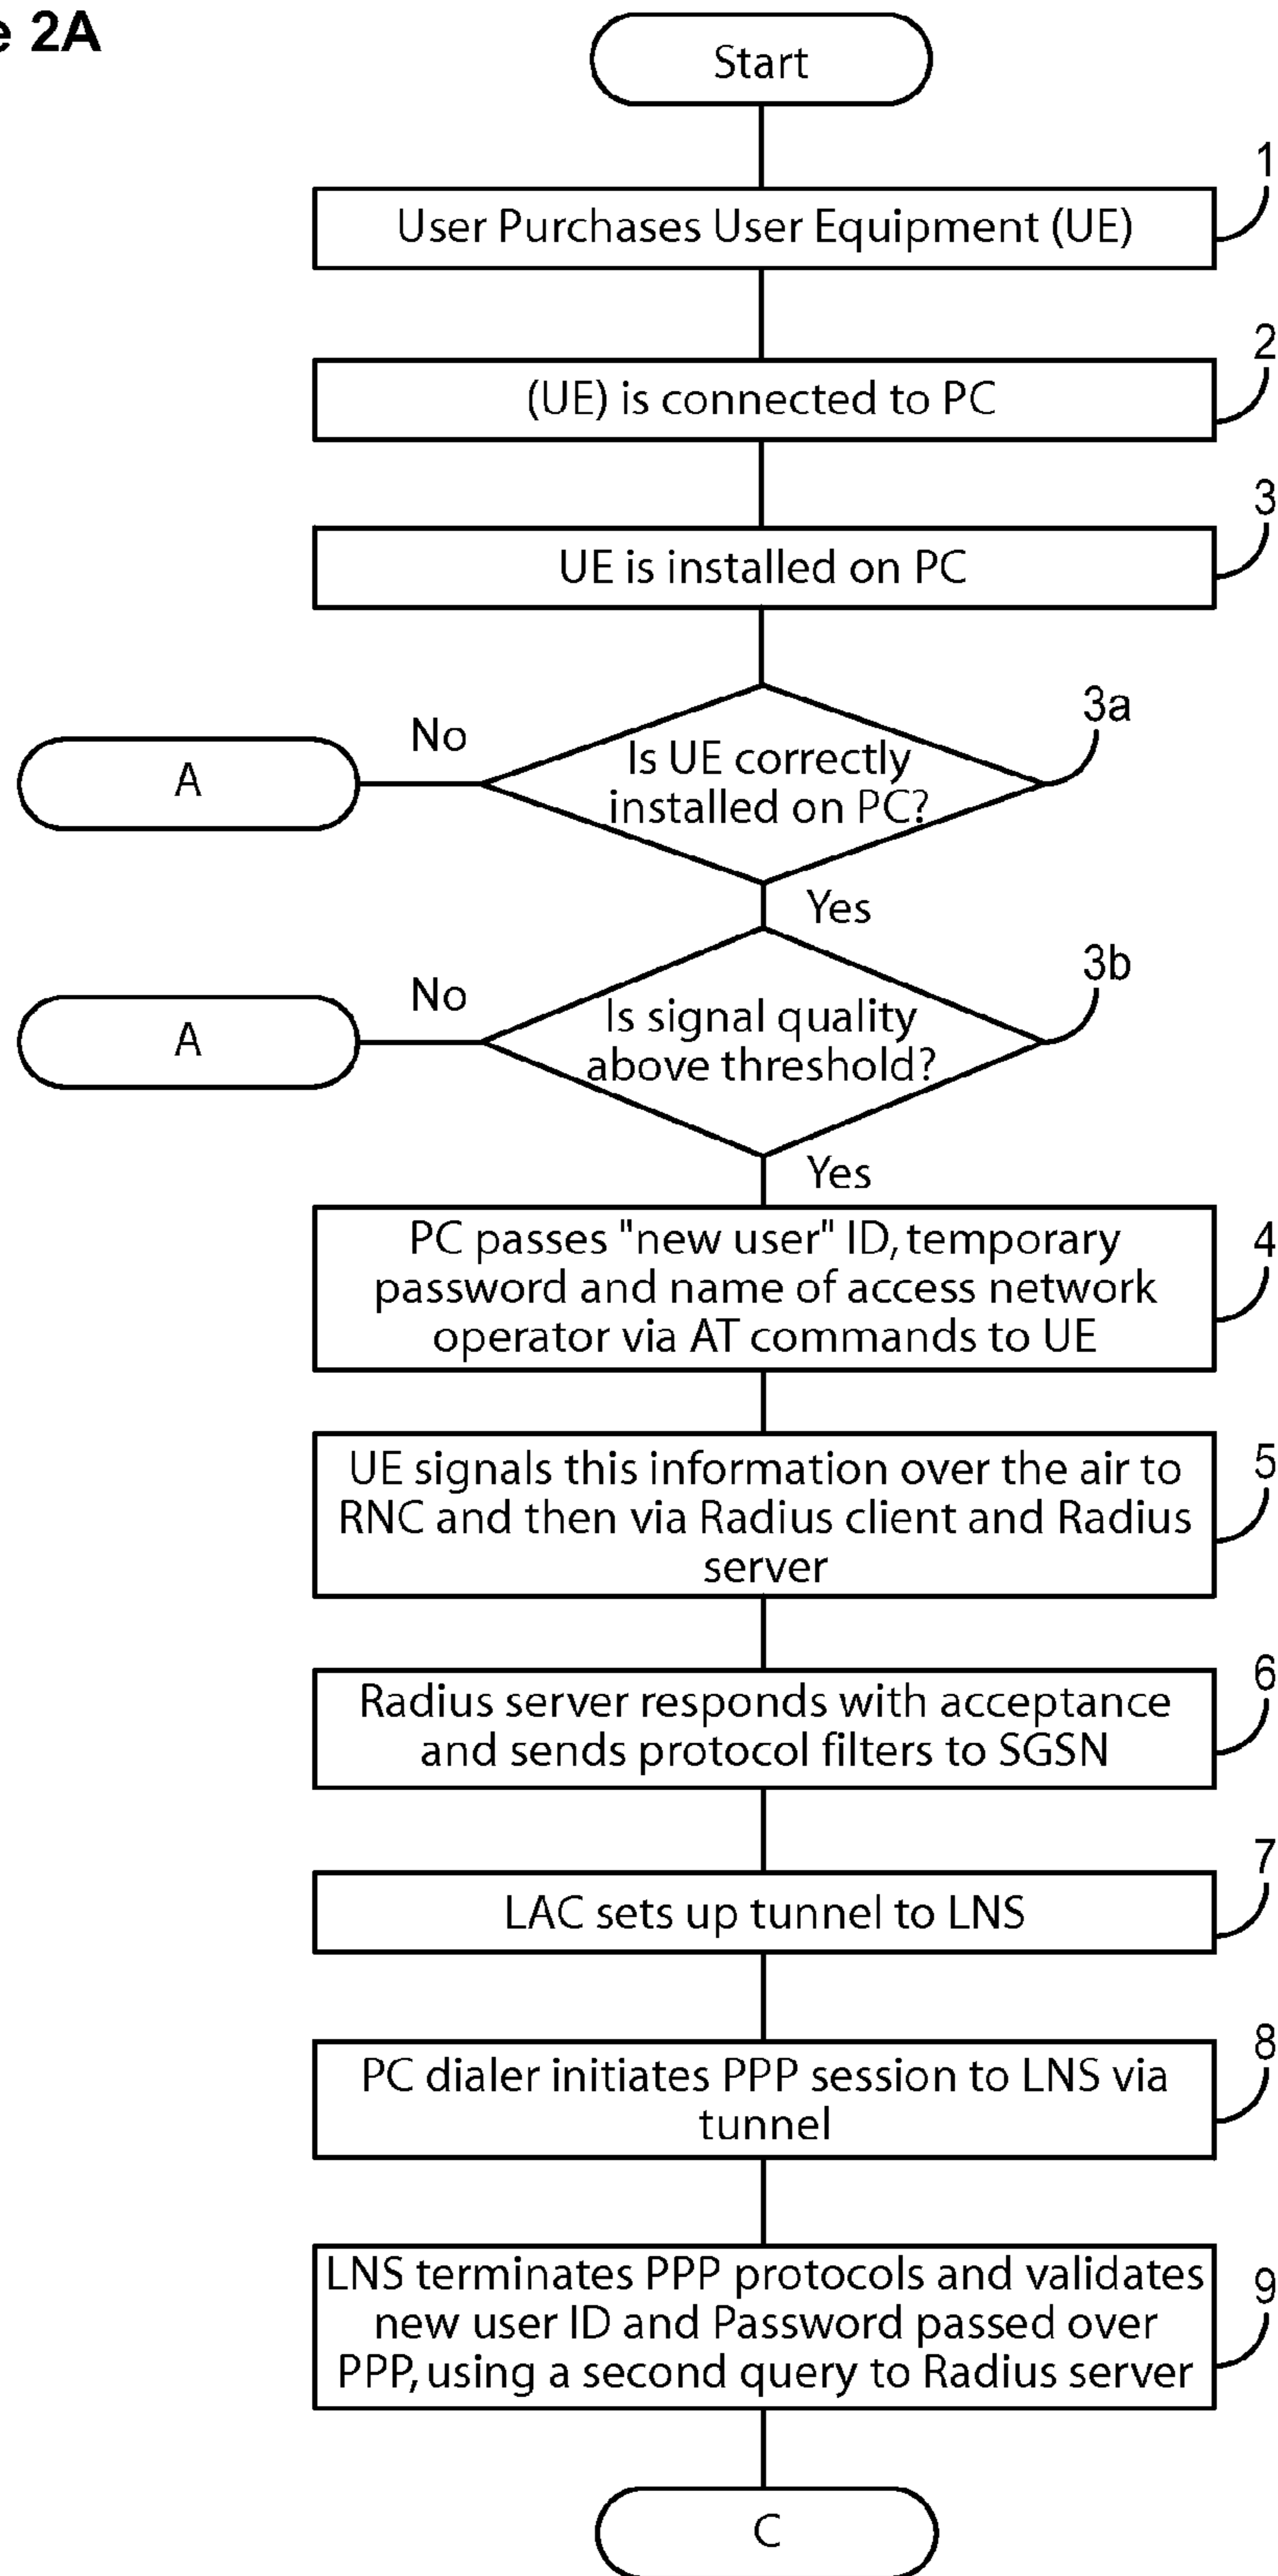 e 2A
Start
1
User Purchases User Equipment (UE)
2
(UE) is connected to PC
3
UE is installed on PC
3a
No
A
Is UE correctly
installed on PC?
Yes
3b
No
A
Is signal quality
above threshold?
Yes
PC passes "new user" ID, temporary
password and name of access network
operator via AT commands to UE
4
UE signals this information over the air to
RNC and then via Radius client and Radius
server
5
Radius server responds with acceptance
and sends protocol filters to SGSN
6
LAC sets up tunnel to LNS
7
PC dialer initiates PPP session to LNS via
tunnel
8
LNS terminates PPP protocols and validates
new user ID and Password passed over
PPP, using a second query to Radius server
9
C